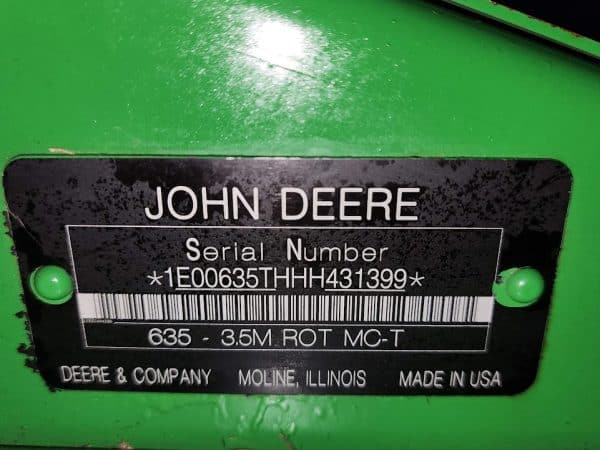 JOHN DEERE
Serial Number
*1E00635THHH431399*
635 - 3.5M ROT MC-T
DEERE & COMPANY MOLINE, ILLINOIS MADE IN USA